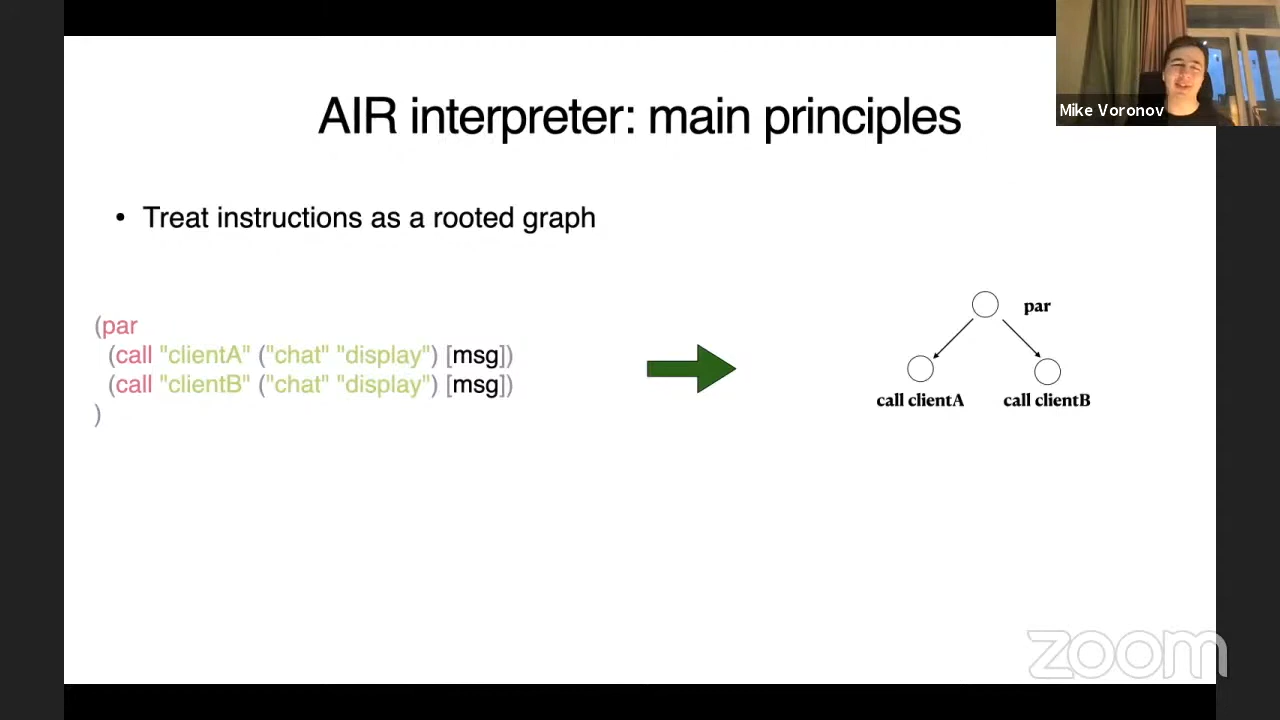 AIR interpreter: main principles
Mike Voronov
• Treat instructions as a rooted graph
(par
(call "clientA" ("chat" "display") [msg])
(call "clientB" ("chat" "display") [msg])
)
par
call clientA
call clientB
zoom